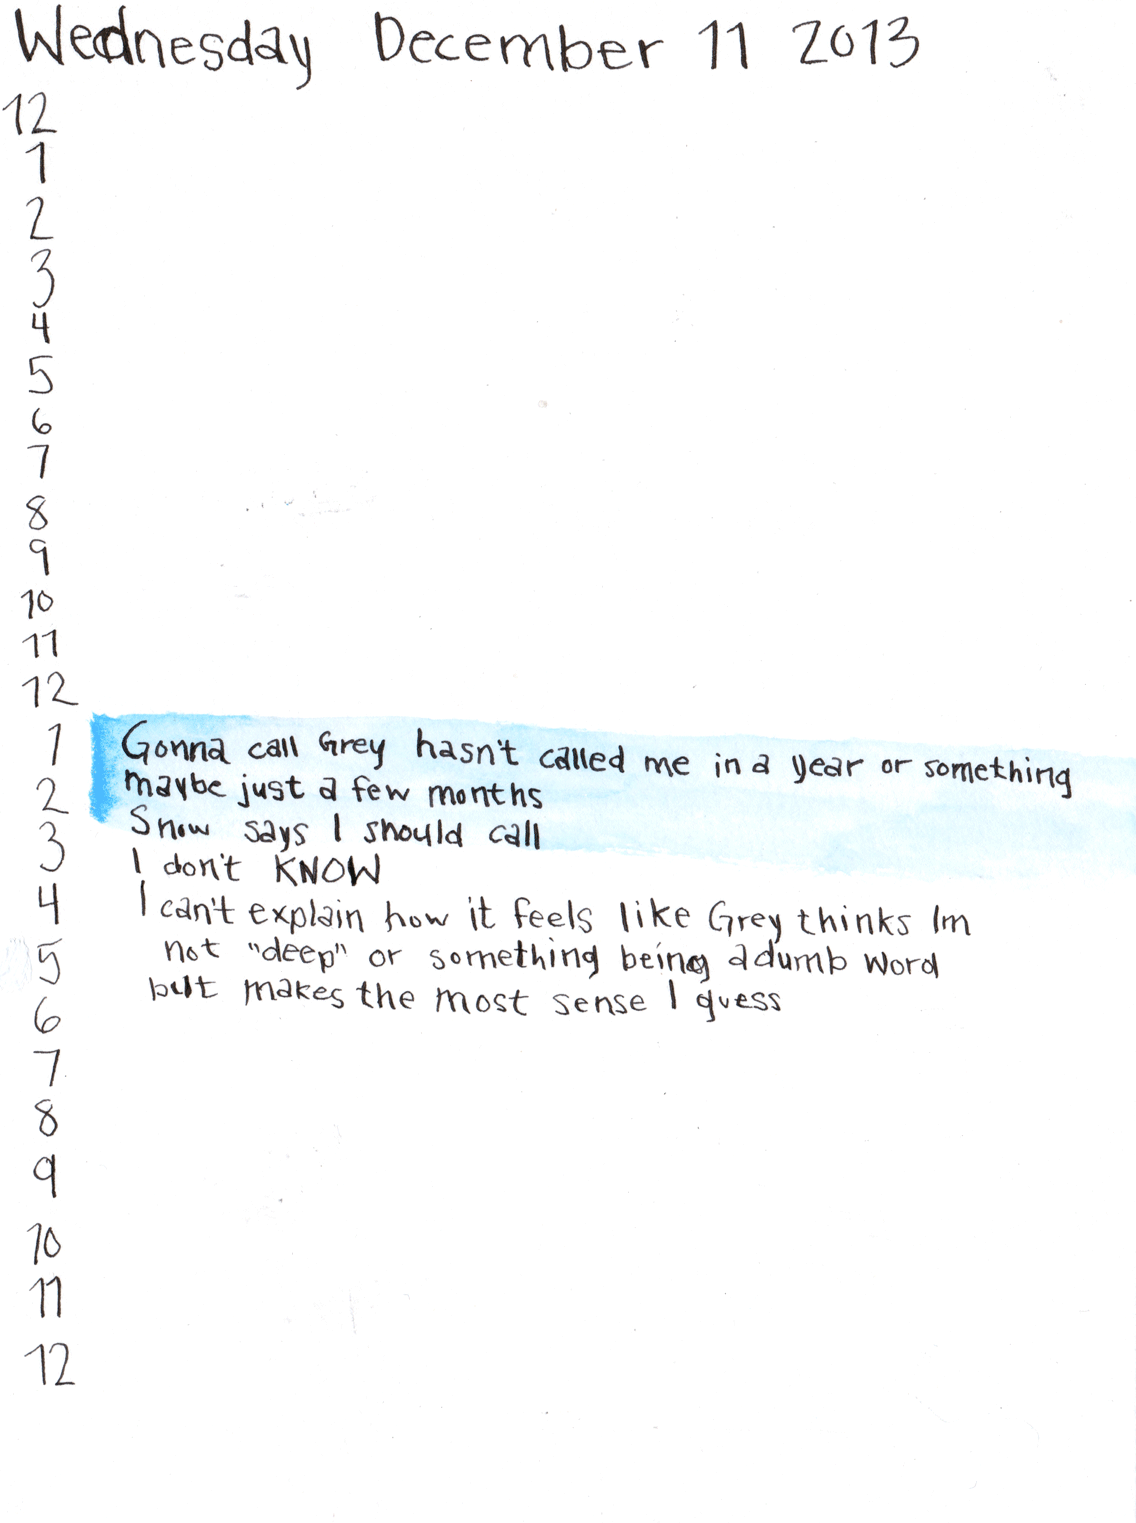 Wednesday December 11 2013
12
1
2
3
4
5
6
7
8
9
10
11
12
1 Gonna call Grey hasn't called me in a year or something
2 maybe just a few months
3 Snow says I should call
I don't KNOW
4 I can't explain how it feels like Grey thinks Im
5 not "deep" or something being a dumb word
6 but makes the most sense I guess
7
8
9
10
11
12